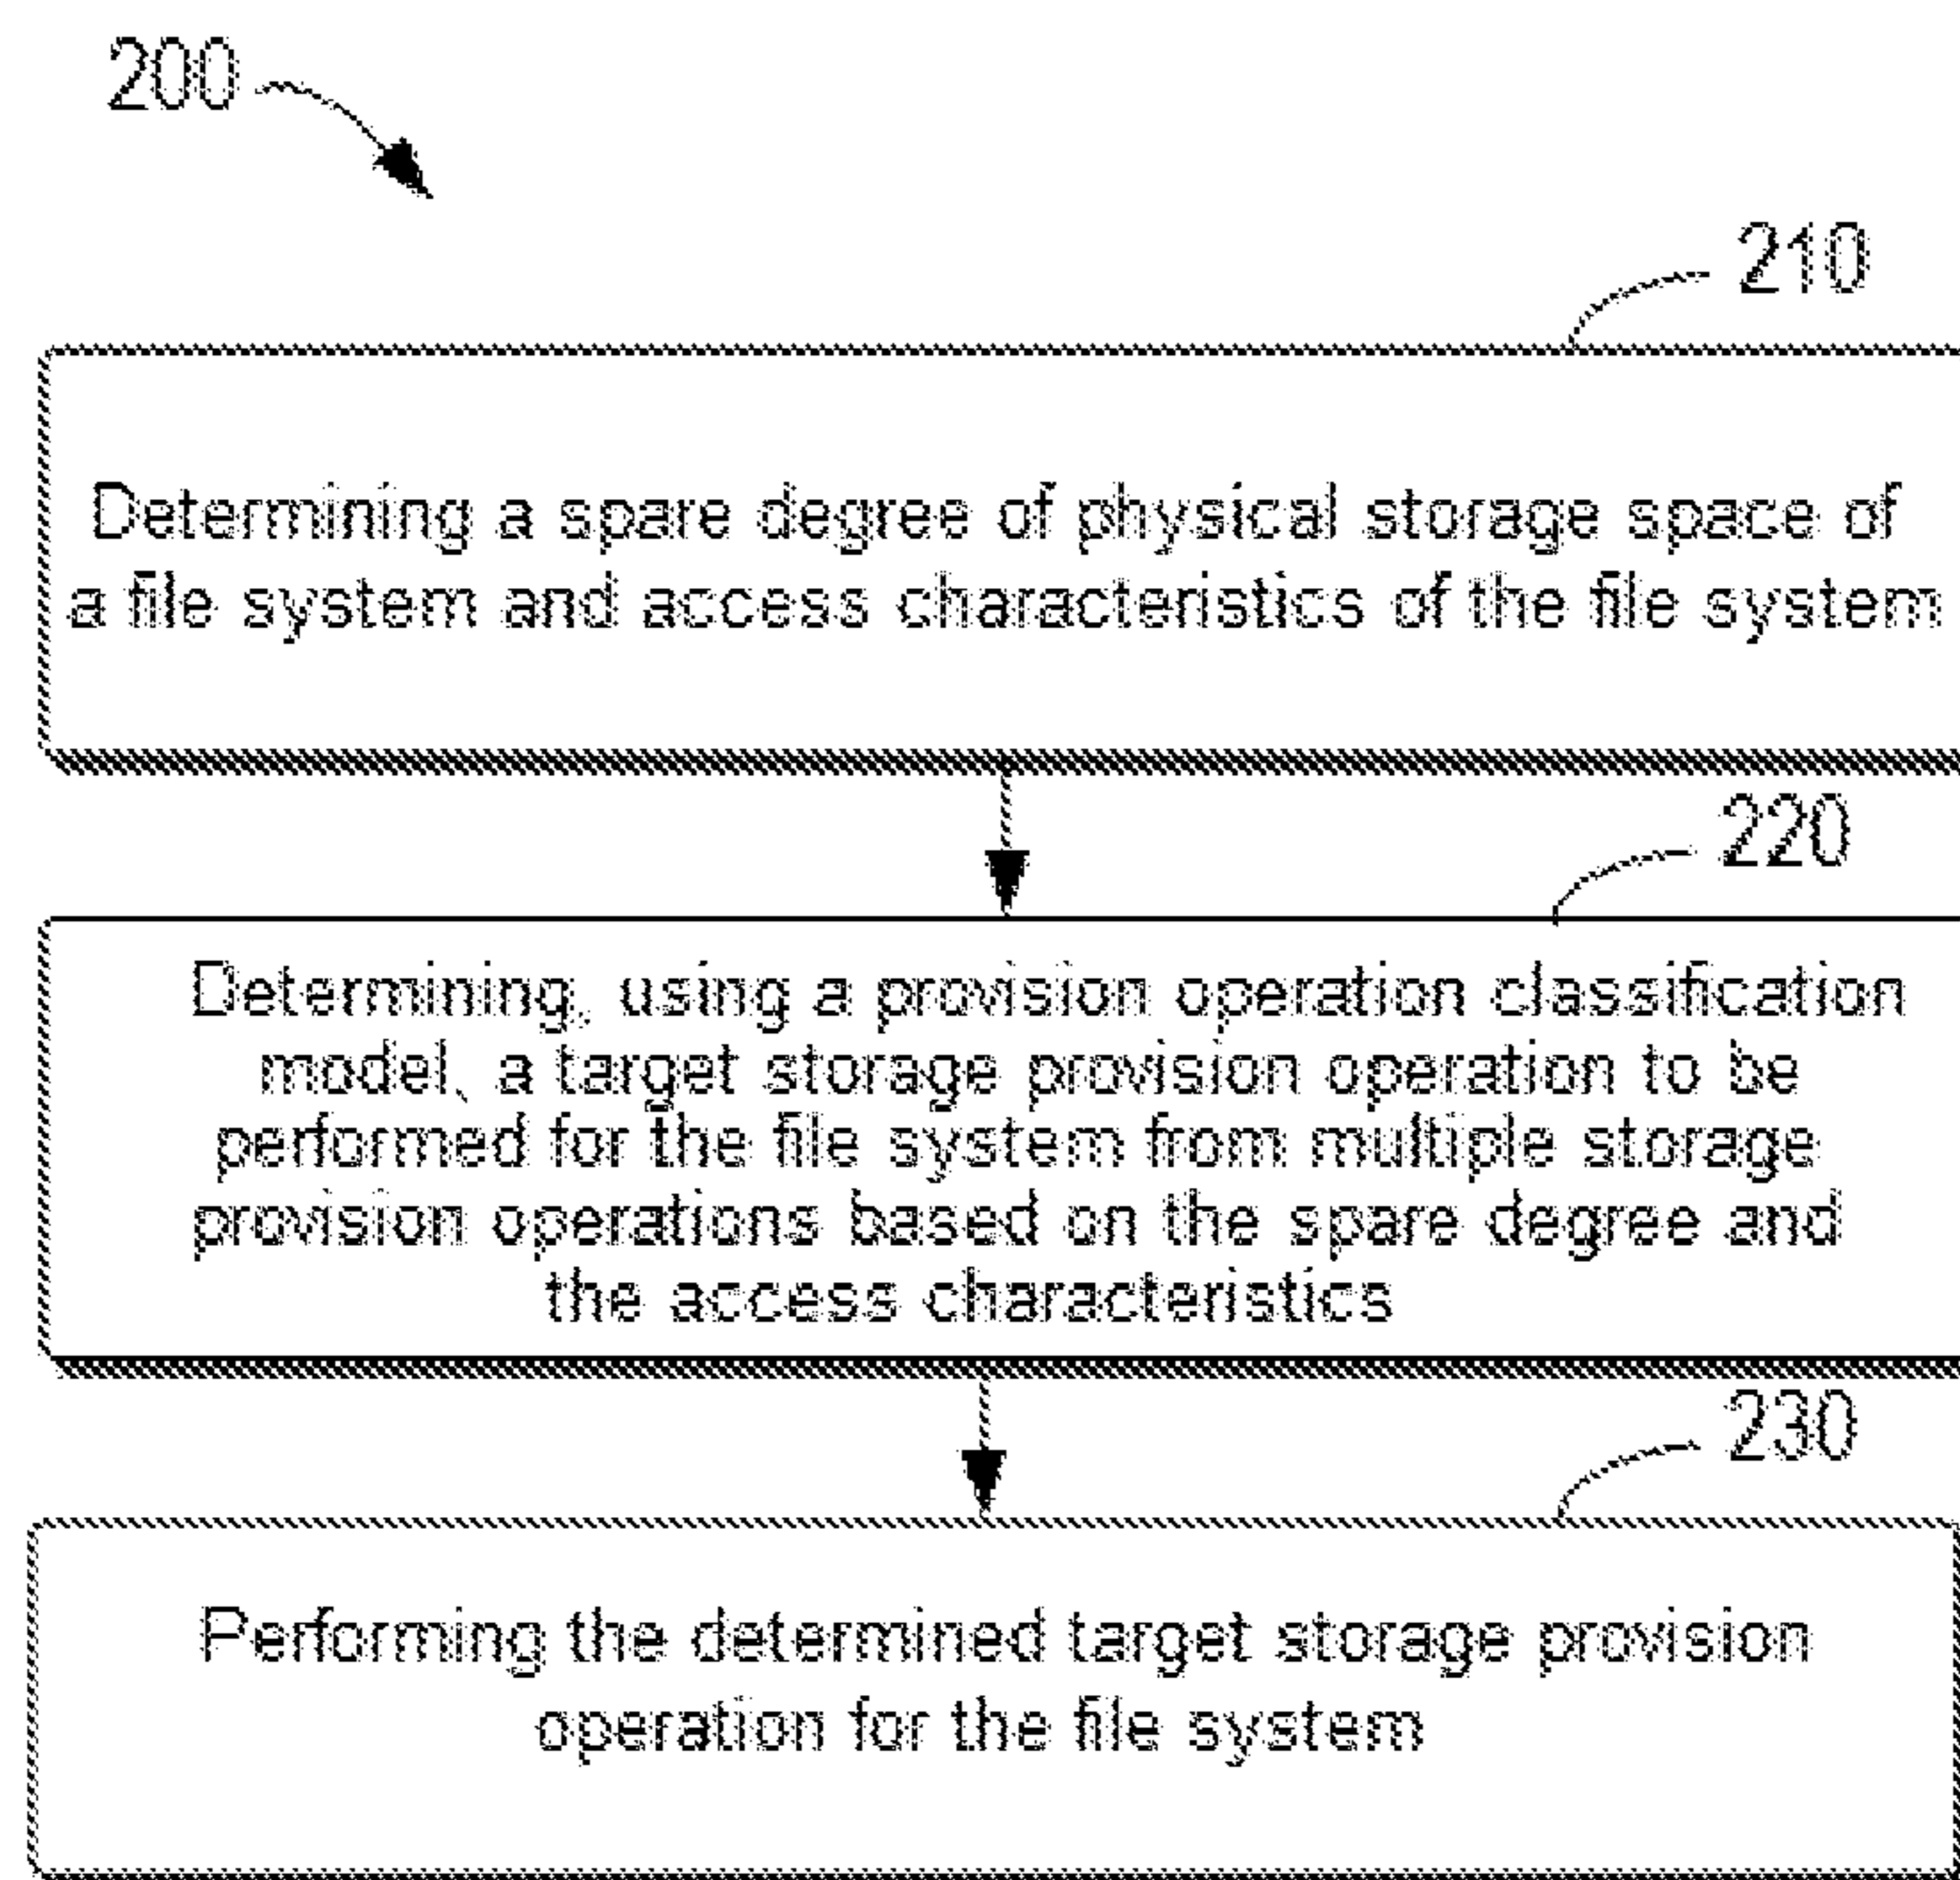 200
210
Determining a spare degree of physical storage space of
a file system and access characteristics of the file system
220
Determining, using a provision operation classification
model, a target storage provision operation to be
performed for the file system from multiple storage
provision operations based on the spare degree and
the access characteristics
230
Performing the determined target storage provision
operation for the file system